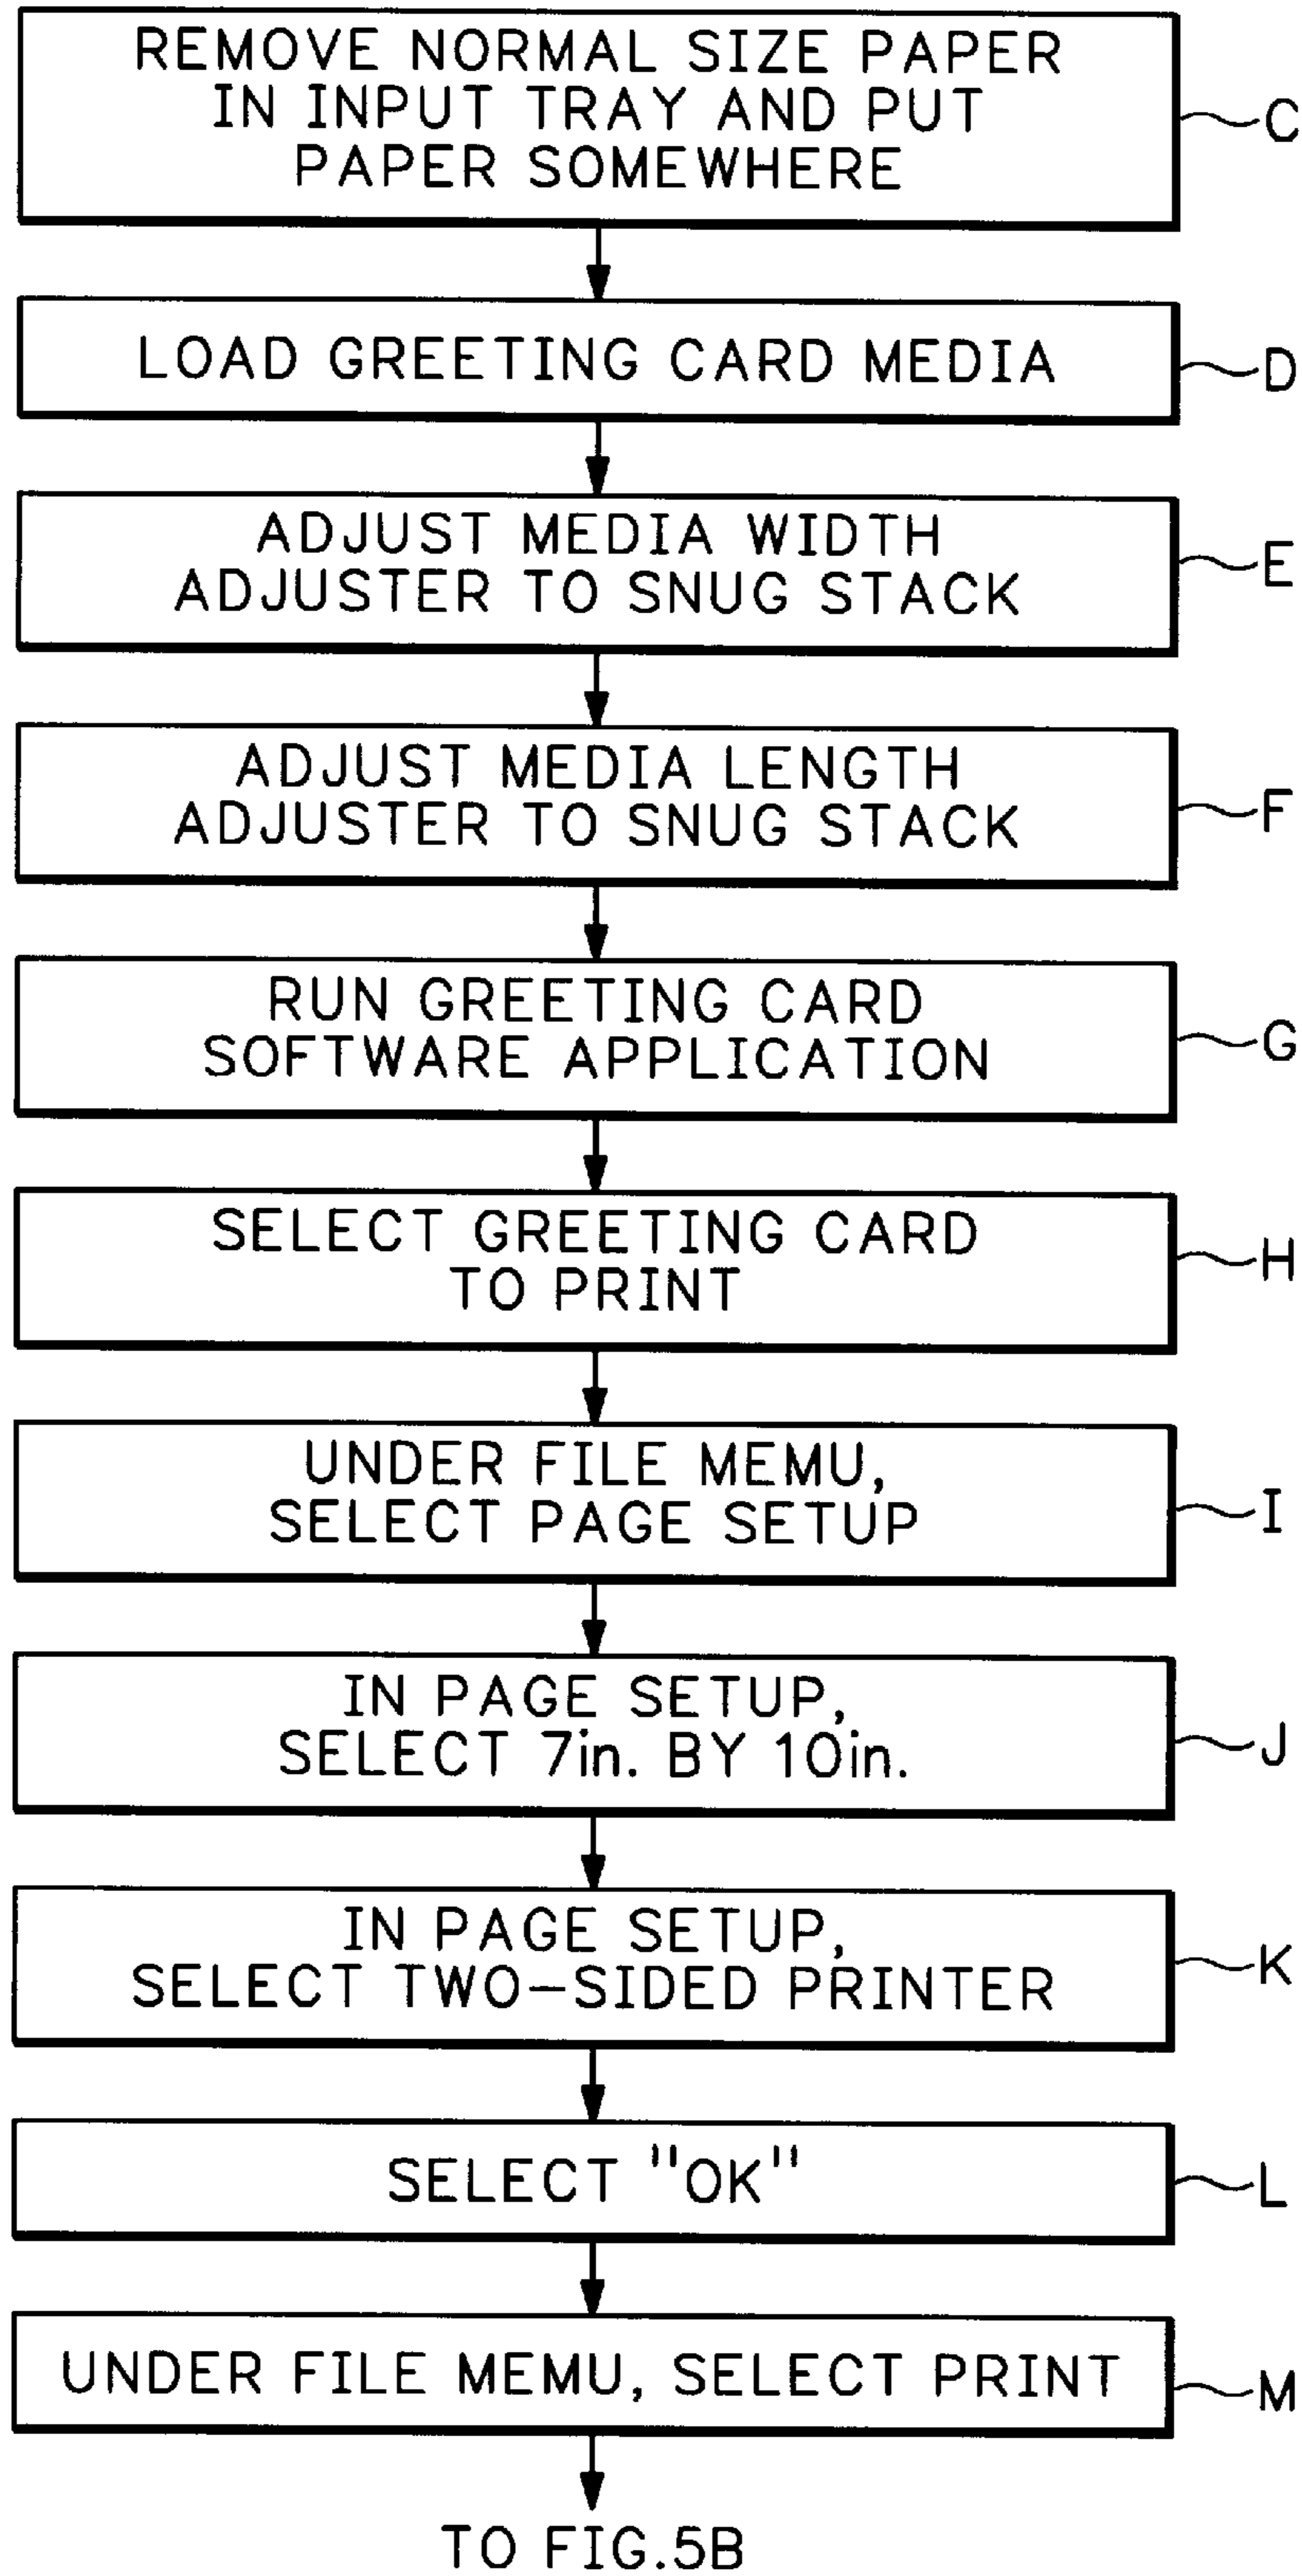 REMOVE NORMAL SIZE PAPER
IN INPUT TRAY AND PUT
PAPER SOMEWHERE
C
LOAD GREETING CARD MEDIA
D
ADJUST MEDIA WIDTH
ADJUSTER TO SNUG STACK
E
ADJUST MEDIA LENGTH
ADJUSTER TO SNUG STACK
F
RUN GREETING CARD
SOFTWARE APPLICATION
G
SELECT GREETING CARD
TO PRINT
H
UNDER FILE MEMU,
SELECT PAGE SETUP
I
IN PAGE SETUP,
SELECT 7in. BY 10in.
J
IN PAGE SETUP,
SELECT TWO-SIDED PRINTER
K
SELECT "OK"
L
UNDER FILE MEMU, SELECT PRINT
M
TO FIG.5B